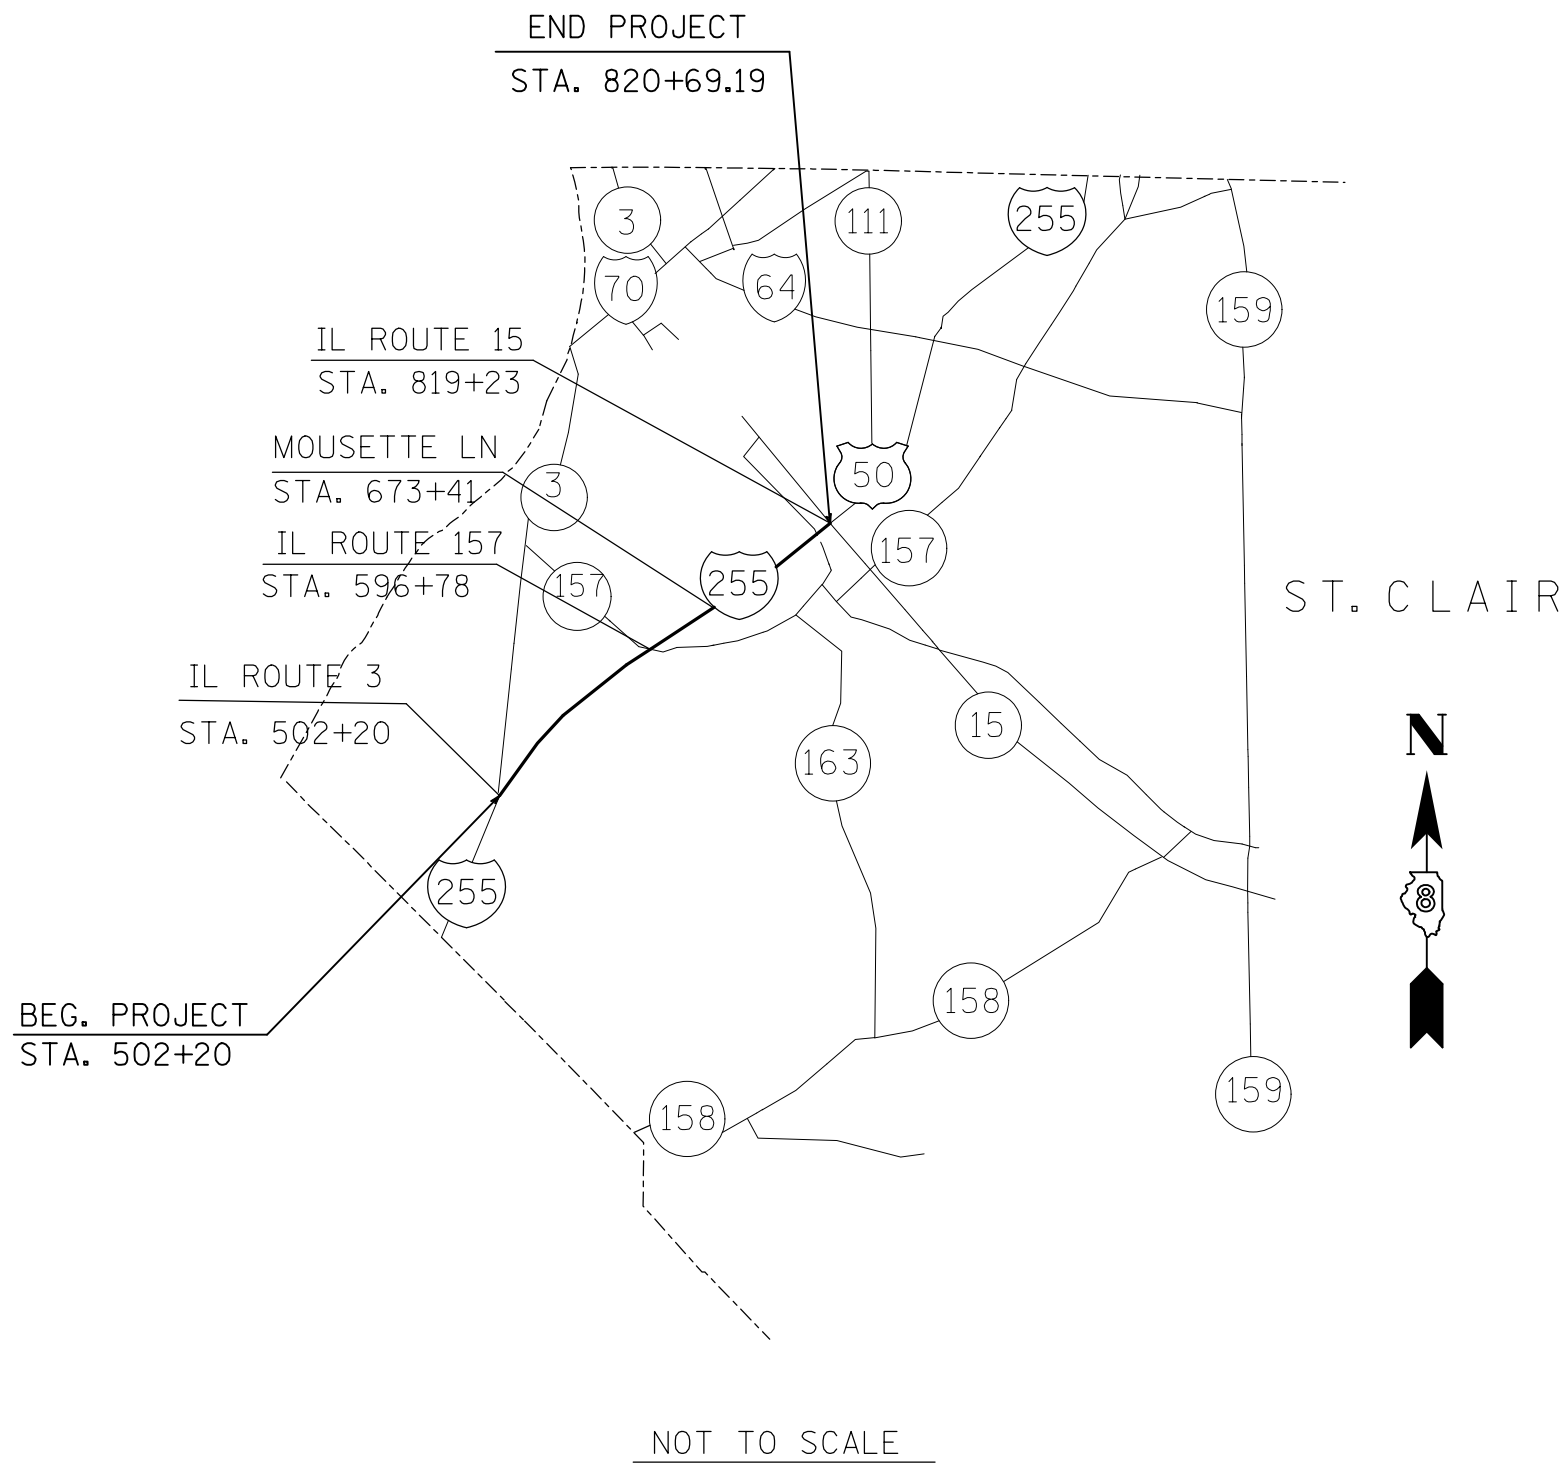 END PROJECT
STA. 820+69.19
3
111
255
70
64
159
IL ROUTE 15
STA. 819+23
MOUSETTE LN
STA. 673+41
3
50
IL ROUTE 157
STA. 596+78
157
255
157
ST. CLAIR
IL ROUTE 3
STA. 502+20
163
15
N
255
8
BEG. PROJECT
STA. 502+20
158
158
159
NOT TO SCALE